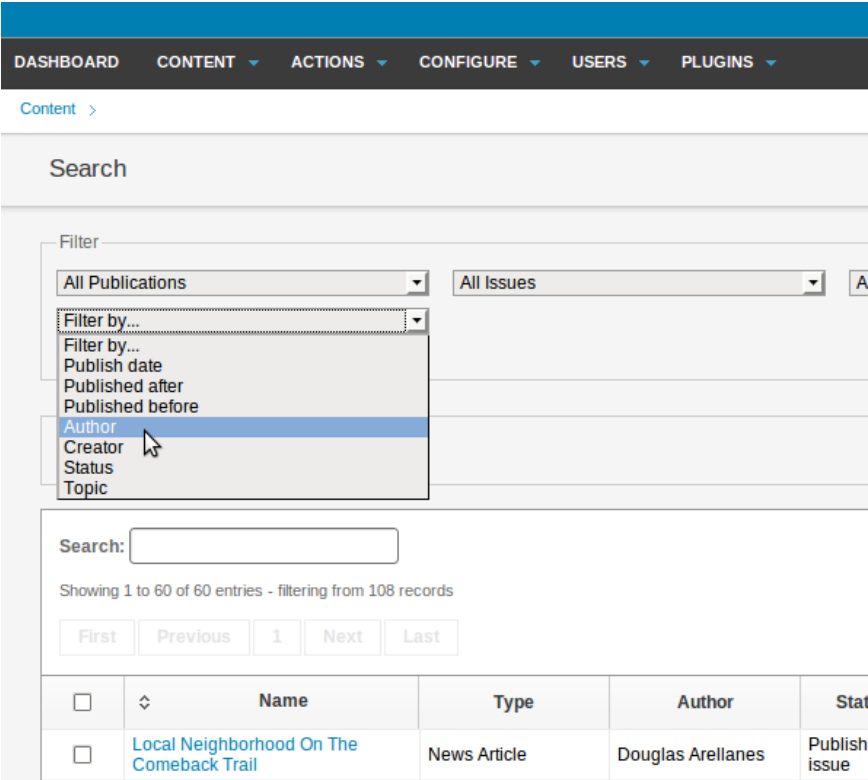 DASHBOARD CONTENT ACTIONS CONFIGURE USERS PLUGINS
Content >
Search
Filter
All Publications All Issues A
Filter by...
Filter by...
Publish date
Published after
Published before
Author
Creator
Status
Topic
Search:
Showing 1 to 60 of 60 entries - filtering from 108 records
First Previous 1 Next Last
Name Type Author Stat
Local Neighborhood On The
Comeback Trail
News Article Douglas Arellanes
Publish
issue